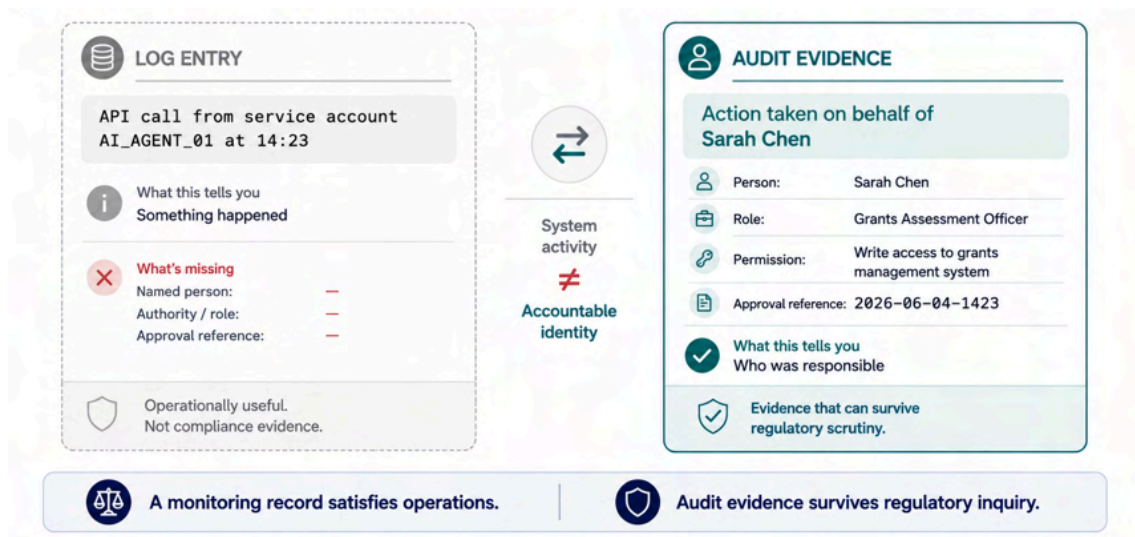 LOG ENTRY
API call from service account
AI_AGENT_01 at 14:23
What this tells you
Something happened
What's missing
Named person: —
Authority / role: —
Approval reference: —
Operationally useful.
Not compliance evidence.
System
activity
≠
Accountable
identity
AUDIT EVIDENCE
Action taken on behalf of
Sarah Chen
Person: Sarah Chen
Role: Grants Assessment Officer
Permission: Write access to grants
management system
Approval reference: 2026-06-04-1423
What this tells you
Who was responsible
Evidence that can survive
regulatory scrutiny.
A monitoring record satisfies operations.
Audit evidence survives regulatory inquiry.